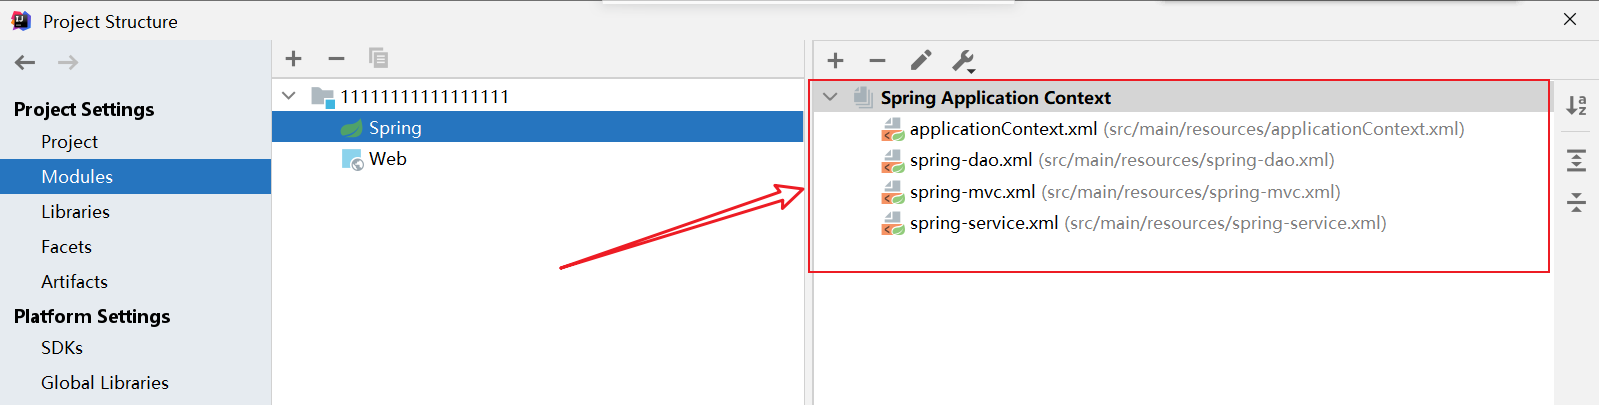 Project Structure
Project Settings
Project
Modules
Libraries
Facets
Artifacts
Platform Settings
SDKs
Global Libraries
11111111111111111
Spring
Web
Spring Application Context
applicationContext.xml (src/main/resources/applicationContext.xml)
spring-dao.xml (src/main/resources/spring-dao.xml)
spring-mvc.xml (src/main/resources/spring-mvc.xml)
spring-service.xml (src/main/resources/spring-service.xml)